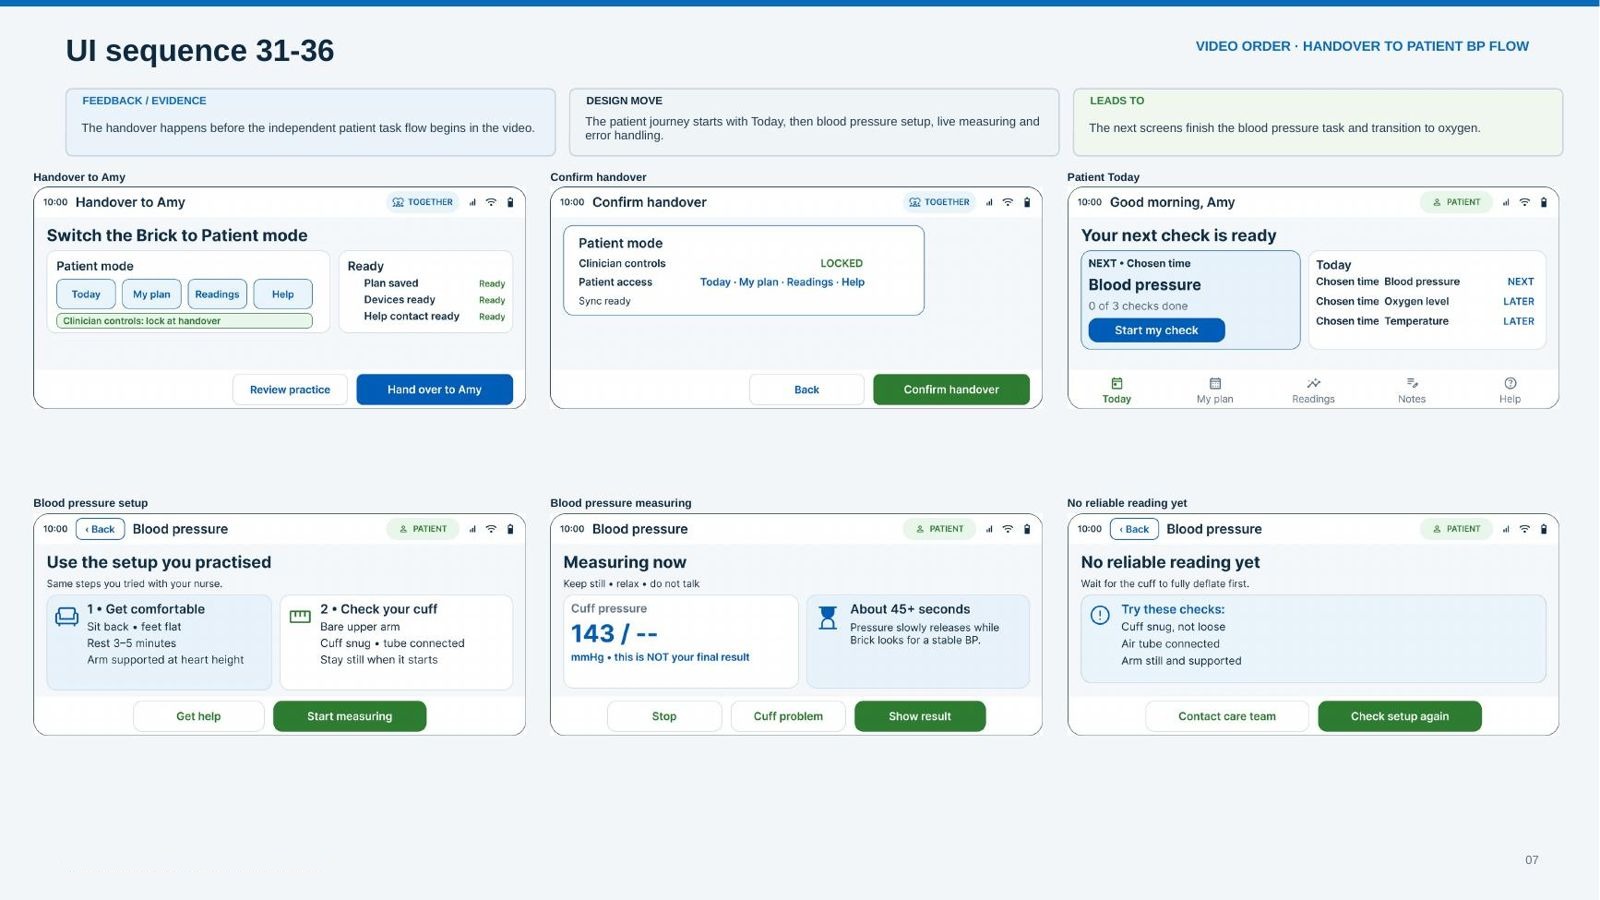 UI sequence 31-36
VIDEO ORDER · HANDOVER TO PATIENT BP FLOW
FEEDBACK / EVIDENCE
The handover happens before the independent patient task flow begins in the video.
DESIGN MOVE
The patient journey starts with Today, then blood pressure setup, live measuring and
error handling.
LEADS TO
The next screens finish the blood pressure task and transition to oxygen.
Handover to Amy
10:00 Handover to Amy TOGETHER
Switch the Brick to Patient mode
Patient mode
Today My plan Readings Help
Clinician controls: lock at handover
Ready
Plan saved Ready
Devices ready Ready
Help contact ready Ready
Review practice Hand over to Amy
Confirm handover
10:00 Confirm handover TOGETHER
Patient mode
Clinician controls LOCKED
Patient access Today · My plan · Readings · Help
Sync ready
Back Confirm handover
Patient Today
10:00 Good morning, Amy PATIENT
Your next check is ready
NEXT • Chosen time
Blood pressure
0 of 3 checks done
Start my check
Today
Chosen time Blood pressure NEXT
Chosen time Oxygen level LATER
Chosen time Temperature LATER
Today My plan Readings Notes Help
Blood pressure setup
10:00 ‹ Back Blood pressure PATIENT
Use the setup you practised
Same steps you tried with your nurse.
1 • Get comfortable
Sit back • feet flat
Rest 3–5 minutes
Arm supported at heart height
2 • Check your cuff
Bare upper arm
Cuff snug • tube connected
Stay still when it starts
Get help Start measuring
Blood pressure measuring
10:00 Blood pressure PATIENT
Measuring now
Keep still • relax • do not talk
Cuff pressure
143 / --
mmHg • this is NOT your final result
About 45+ seconds
Pressure slowly releases while
Brick looks for a stable BP.
Stop Cuff problem Show result
No reliable reading yet
10:00 ‹ Back Blood pressure PATIENT
No reliable reading yet
Wait for the cuff to fully deflate first.
Try these checks:
Cuff snug, not loose
Air tube connected
Arm still and supported
Contact care team Check setup again
07